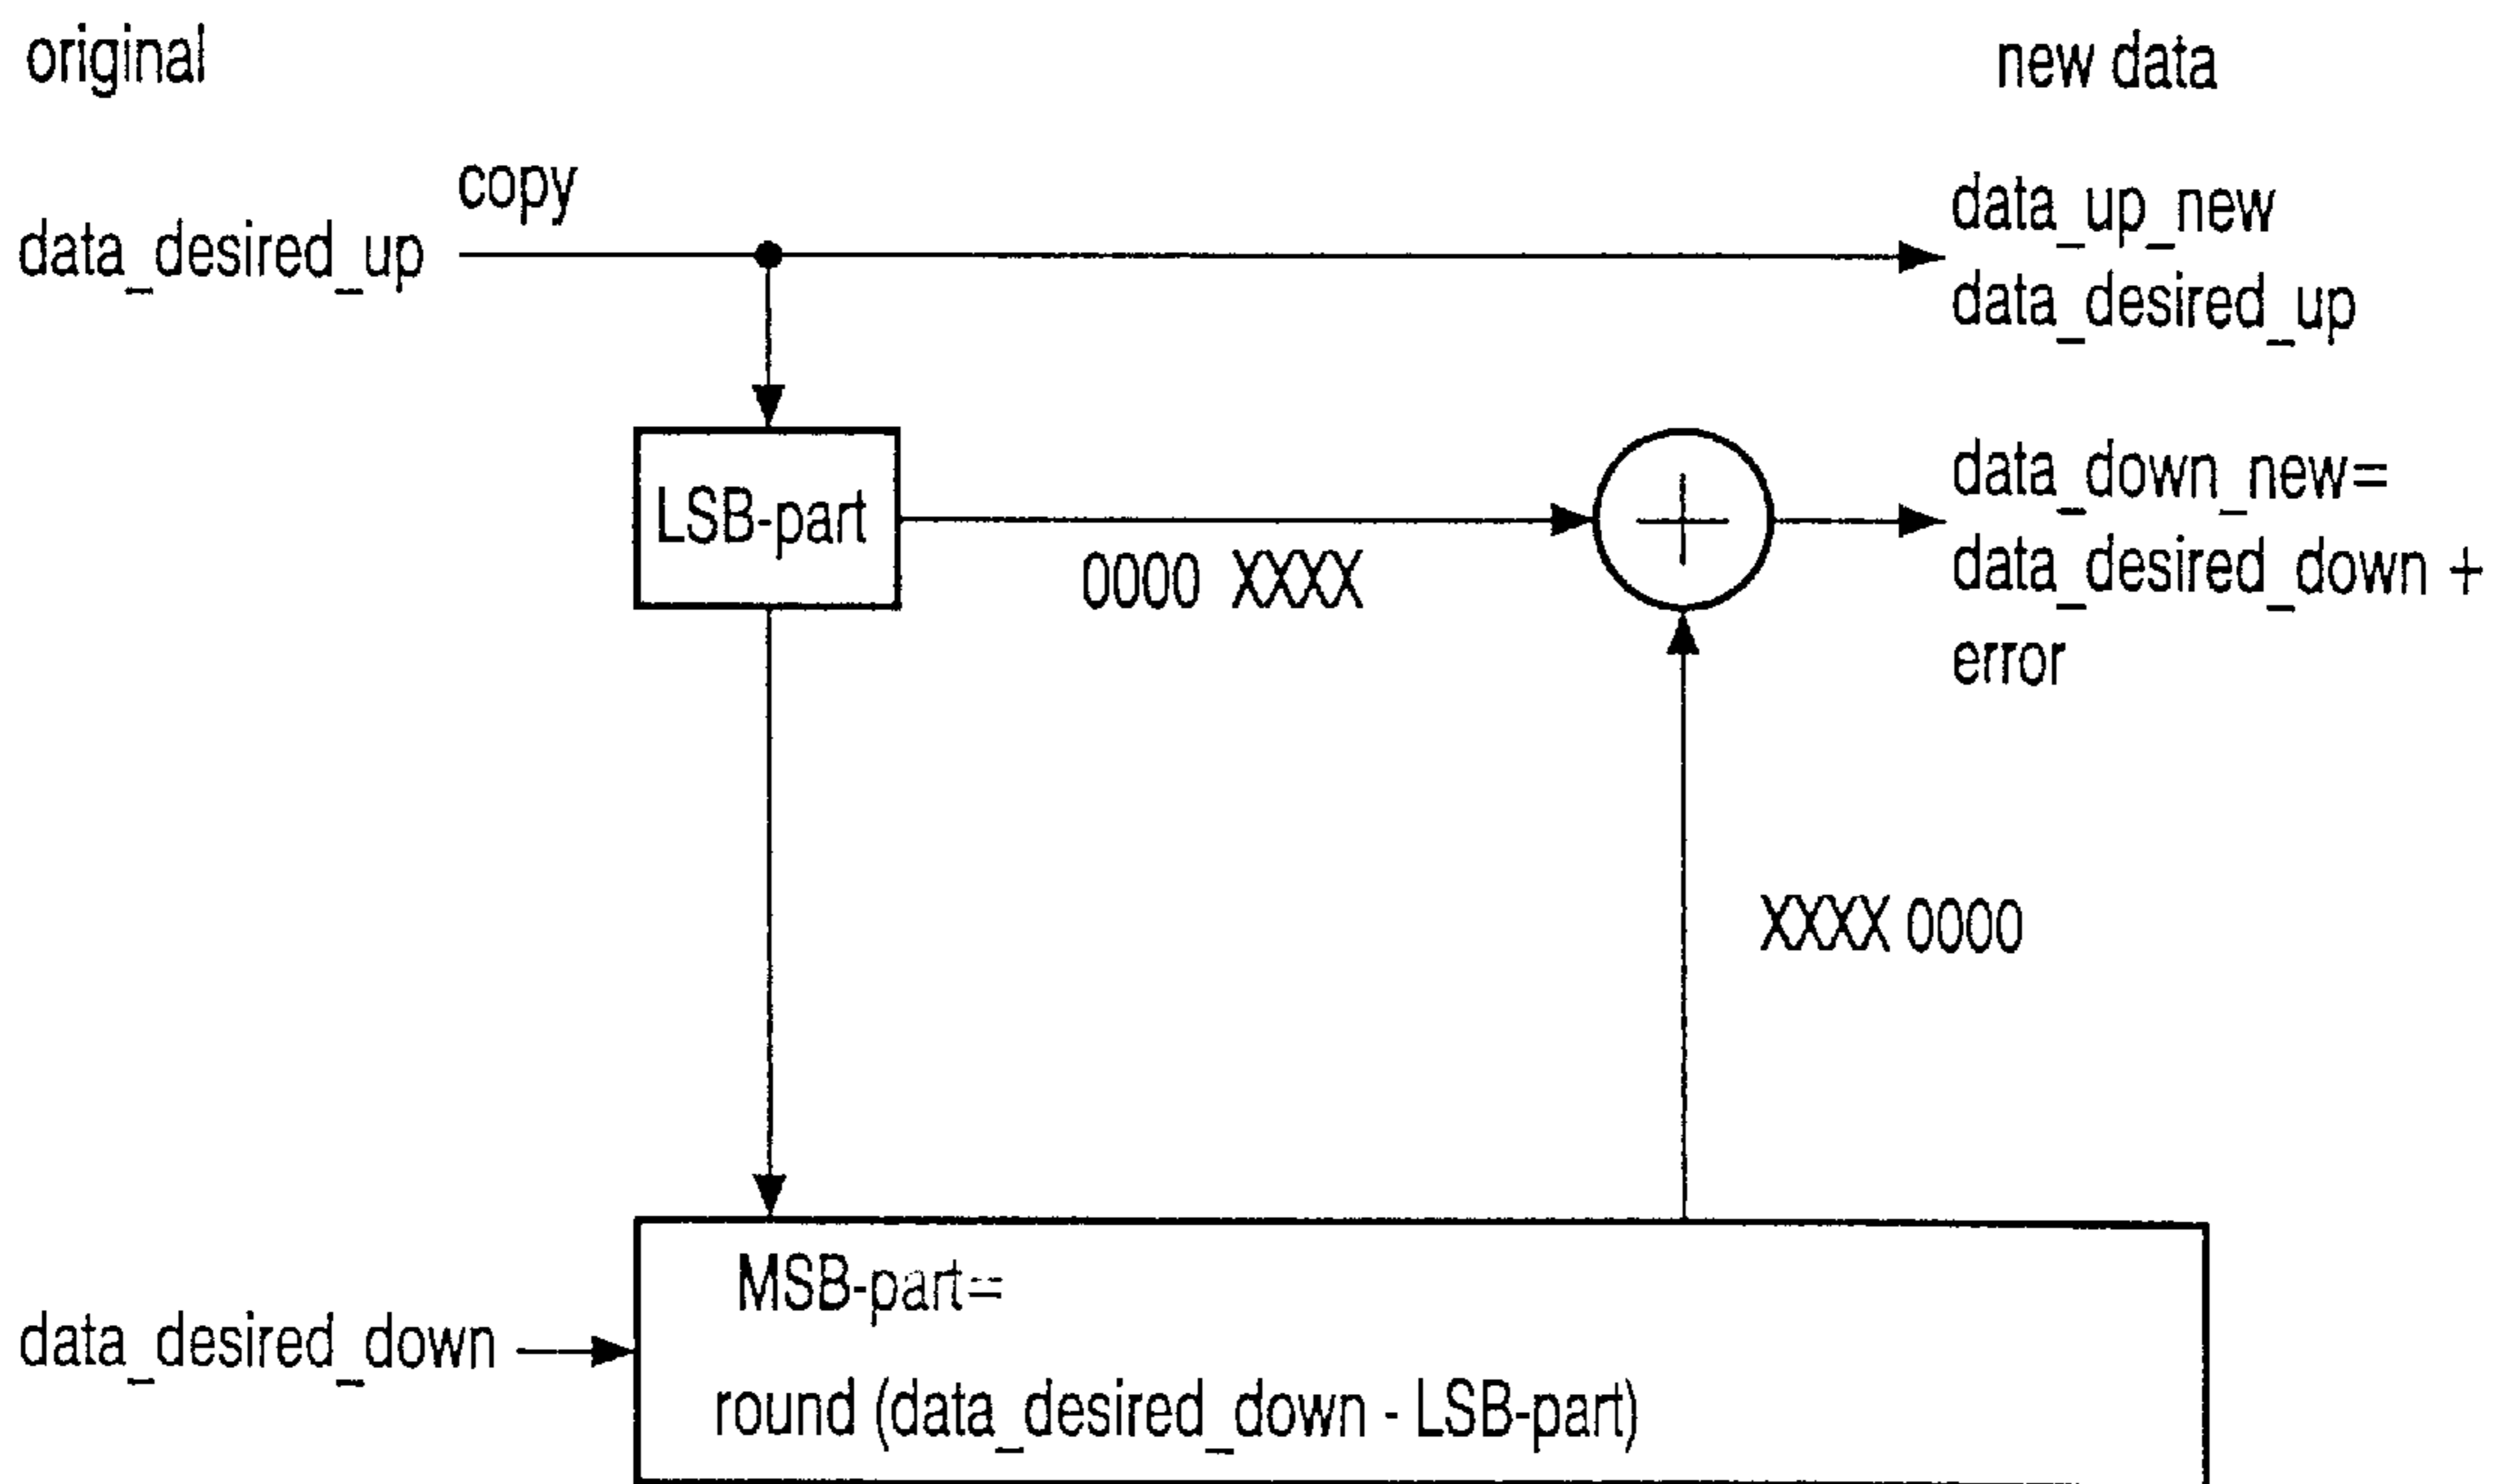 original
new data
copy
data_desired_up
data_up_new
data_desired_up
LSB-part
0000 XXXX
data_down_new=
data_desired_down +
error
XXXX 0000
MSB-part=
data_desired_down
round (data_desired_down - LSB-part)